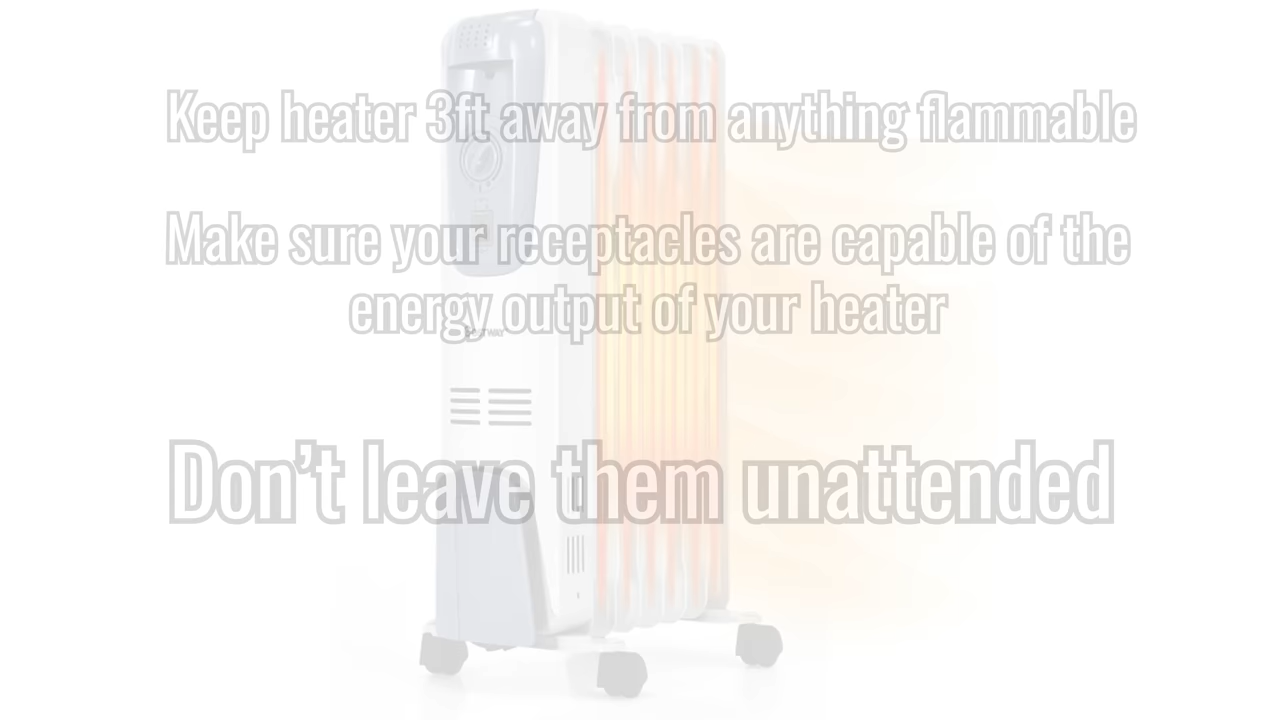 Keep heater 3ft away from anything flammable
Make sure your receptacles are capable of the
energy output of your heater
Don’t leave them unattended